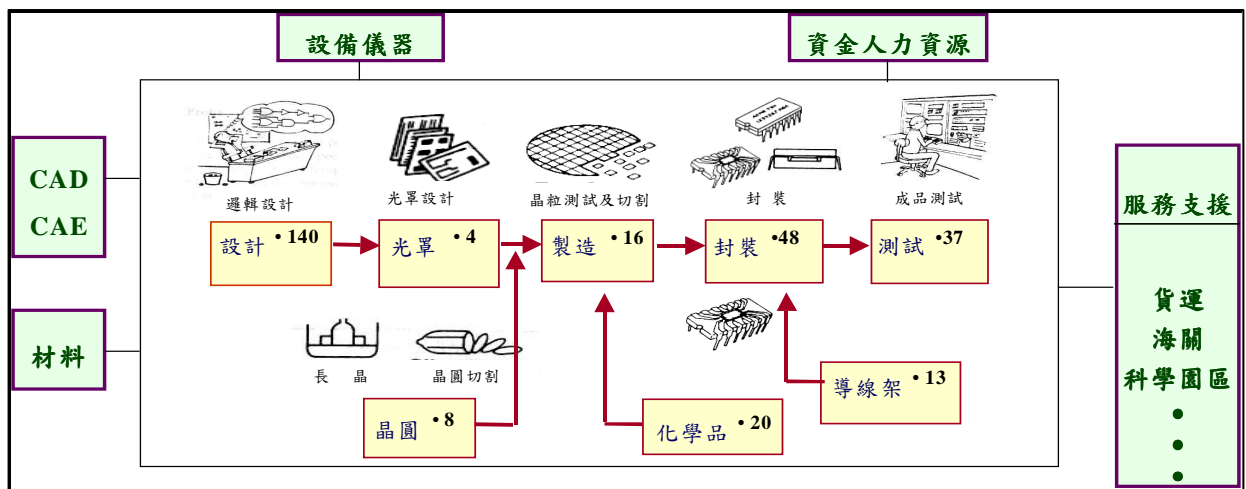 設備儀器
資金人力資源
CAD
CAE
材料
邏輯設計
光罩設計
晶粒測試及切割
封 裝
成品測試
設計 •140
光罩 •4
製造 •16
封裝 •48
測試 •37
長 晶
晶圓切割
晶圓 •8
化學品 •20
導線架 •13
服務支援
貨運
海關
科學園區
•
•
•